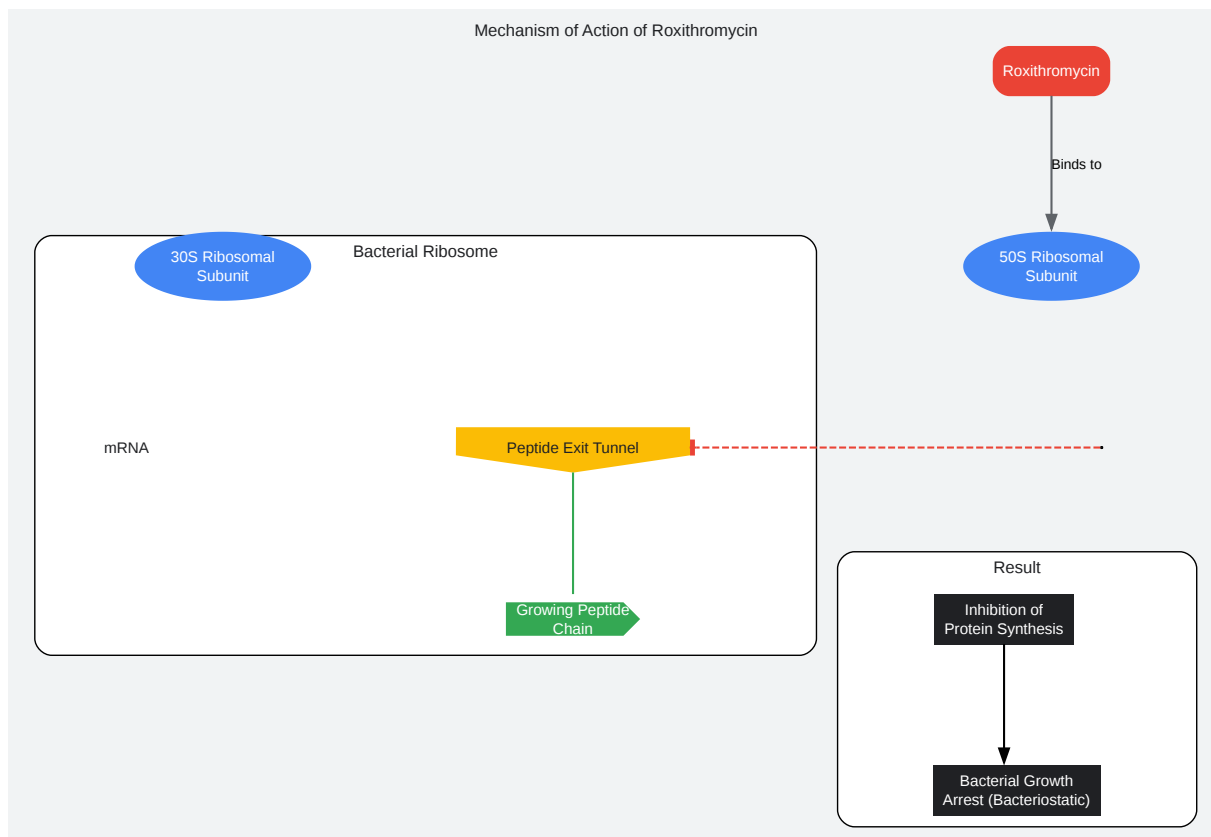 Mechanism of Action of Roxithromycin
Roxithromycin
Binds to
Bacterial Ribosome
30S Ribosomal
Subunit
50S Ribosomal
Subunit
mRNA
Peptide Exit Tunnel
Growing Peptide
Chain
Result
Inhibition of
Protein Synthesis
Bacterial Growth
Arrest (Bacteriostatic)